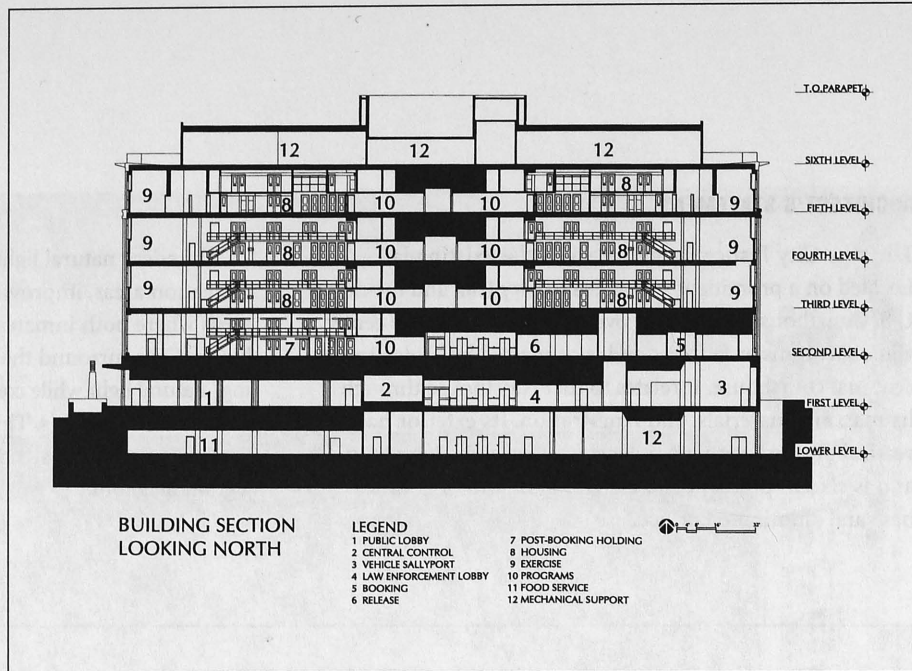 T.O.PARAPET
12 12 12
SIXTH LEVEL
8
9 8 10 10 9
FIFTH LEVEL
9 8 10 10 8 9
FOURTH LEVEL
9 8 10 10 8 9
THIRD LEVEL
7 10 6 5
SECOND LEVEL
1 2 4 3
FIRST LEVEL
11 12
LOWER LEVEL
BUILDING SECTION
LOOKING NORTH
LEGEND
1 PUBLIC LOBBY
2 CENTRAL CONTROL
3 VEHICLE SALLYPORT
4 LAW ENFORCEMENT LOBBY
5 BOOKING
6 RELEASE
7 POST-BOOKING HOLDING
8 HOUSING
9 EXERCISE
10 PROGRAMS
11 FOOD SERVICE
12 MECHANICAL SUPPORT